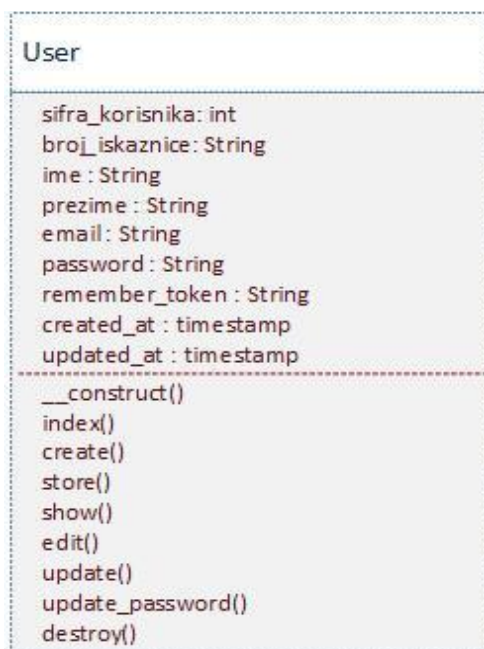 User
sifra_korisnika: int
broj_iskaznice: String
ime : String
prezime : String
email : String
password : String
remember_token : String
created_at : timestamp
updated_at : timestamp
__construct()
index()
create()
store()
show()
edit()
update()
update_password()
destroy()